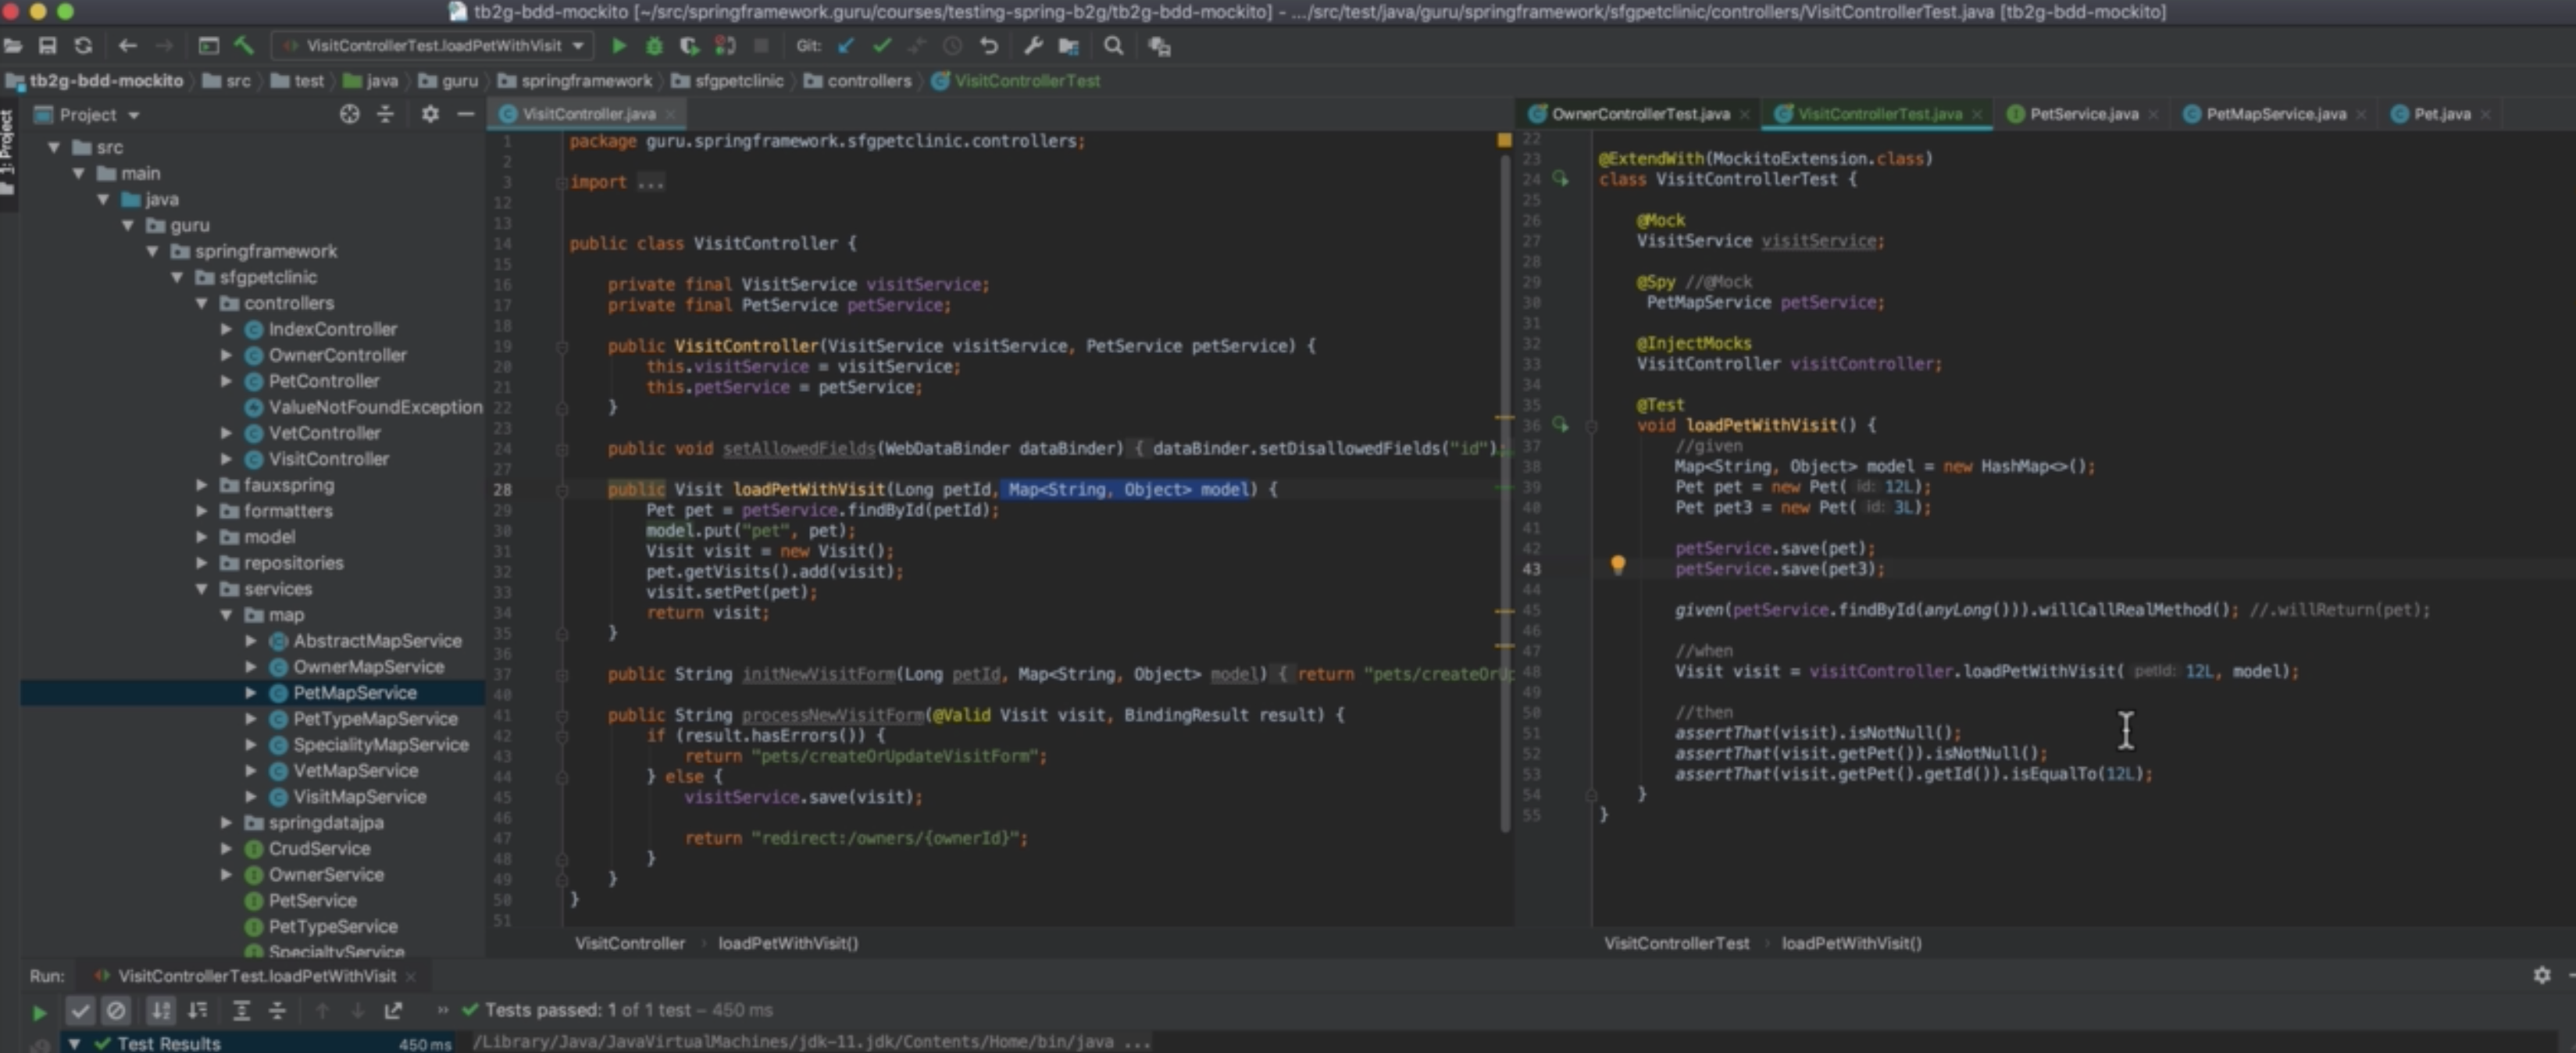 tb2g-bdd-mockito [~/src/springframework.guru/courses/testing-spring-b2g/tb2g-bdd-mockito] - .../src/test/java/guru/springframework/sfgpetclinic/controllers/VisitControllerTest.java [tb2g-bdd-mockito]
VisitControllerTest.loadPetWithVisit
Git:
tb2g-bdd-mockito src test java guru springframework sfgpetclinic controllers VisitControllerTest
1: Project
Project
src
main
java
guru
springframework
sfgpetclinic
controllers
IndexController
OwnerController
PetController
ValueNotFoundException
VetController
VisitController
fauxspring
formatters
model
repositories
services
map
AbstractMapService
OwnerMapService
PetMapService
PetTypeMapService
SpecialityMapService
VetMapService
VisitMapService
springdatajpa
CrudService
OwnerService
PetService
PetTypeService
SpecialtyService
VisitController.java
1 package guru.springframework.sfgpetclinic.controllers;
2
3 import ...
12
13
14 public class VisitController {
15
16 private final VisitService visitService;
17 private final PetService petService;
18
19 public VisitController(VisitService visitService, PetService petService) {
20 this.visitService = visitService;
21 this.petService = petService;
22 }
23
24 public void setAllowedFields(WebDataBinder dataBinder) { dataBinder.setDisallowedFields("id");
27
28 public Visit loadPetWithVisit(Long petId, Map<String, Object> model) {
29 Pet pet = petService.findById(petId);
30 model.put("pet", pet);
31 Visit visit = new Visit();
32 pet.getVisits().add(visit);
33 visit.setPet(pet);
34 return visit;
35 }
36
37 public String initNewVisitForm(Long petId, Map<String, Object> model) { return "pets/createOrUp
40
41 public String processNewVisitForm(@Valid Visit visit, BindingResult result) {
42 if (result.hasErrors()) {
43 return "pets/createOrUpdateVisitForm";
44 } else {
45 visitService.save(visit);
46
47 return "redirect:/owners/{ownerId}";
48 }
49 }
50 }
51
VisitController loadPetWithVisit()
OwnerControllerTest.java VisitControllerTest.java PetService.java PetMapService.java Pet.java
22
23 @ExtendWith(MockitoExtension.class)
24 class VisitControllerTest {
25
26 @Mock
27 VisitService visitService;
28
29 @Spy //@Mock
30 PetMapService petService;
31
32 @InjectMocks
33 VisitController visitController;
34
35 @Test
36 void loadPetWithVisit() {
37 //given
38 Map<String, Object> model = new HashMap<>();
39 Pet pet = new Pet( id: 12L);
40 Pet pet3 = new Pet( id: 3L);
41
42 petService.save(pet);
43 petService.save(pet3);
44
45 given(petService.findById(anyLong())).willCallRealMethod(); //.willReturn(pet);
46
47 //when
48 Visit visit = visitController.loadPetWithVisit( petId: 12L, model);
49
50 //then
51 assertThat(visit).isNotNull();
52 assertThat(visit.getPet()).isNotNull();
53 assertThat(visit.getPet().getId()).isEqualTo(12L);
54 }
55 }
VisitControllerTest loadPetWithVisit()
Run: VisitControllerTest.loadPetWithVisit
Tests passed: 1 of 1 test – 450 ms
Test Results 450 ms
/Library/Java/JavaVirtualMachines/jdk-11.jdk/Contents/Home/bin/java ...